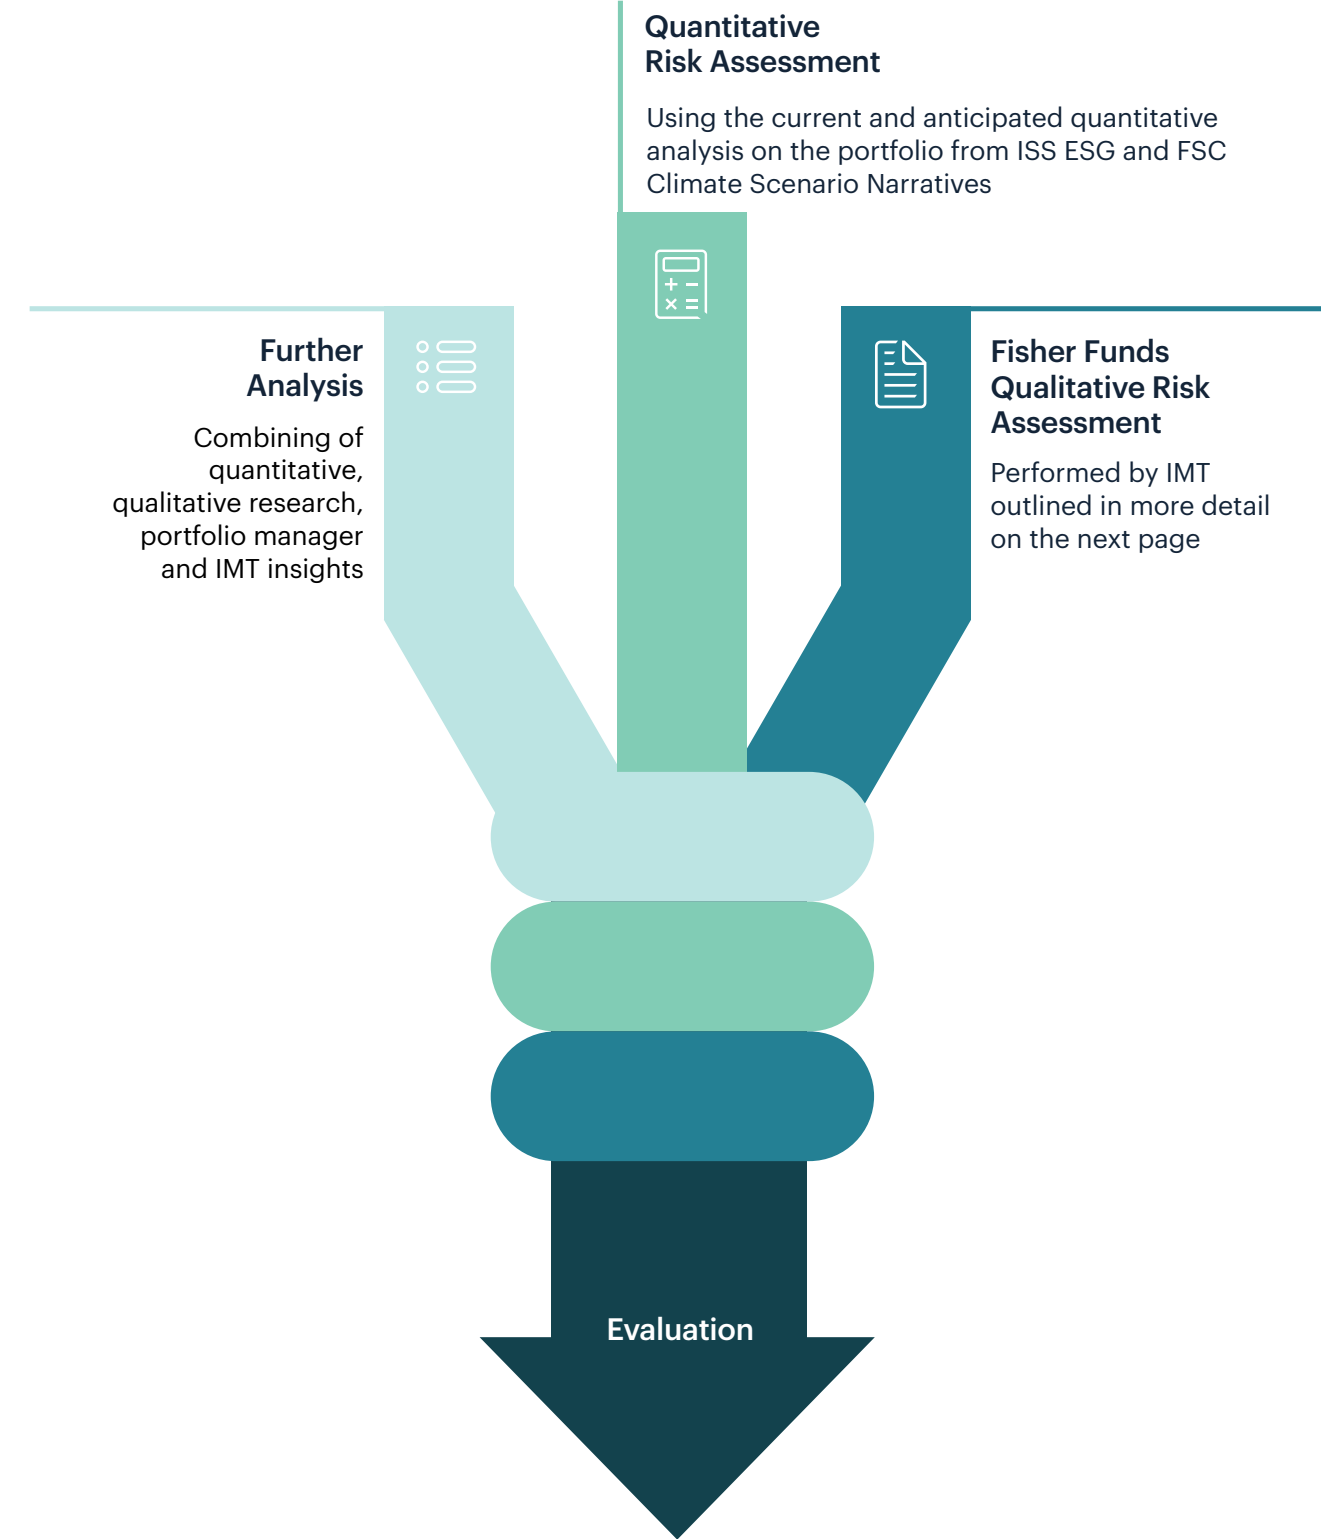 Quantitative
Risk Assessment
Using the current and anticipated quantitative
analysis on the portfolio from ISS ESG and FSC
Climate Scenario Narratives
Further
Analysis
Combining of
quantitative,
qualitative research,
portfolio manager
and IMT insights
Fisher Funds
Qualitative Risk
Assessment
Performed by IMT
outlined in more detail
on the next page
Evaluation